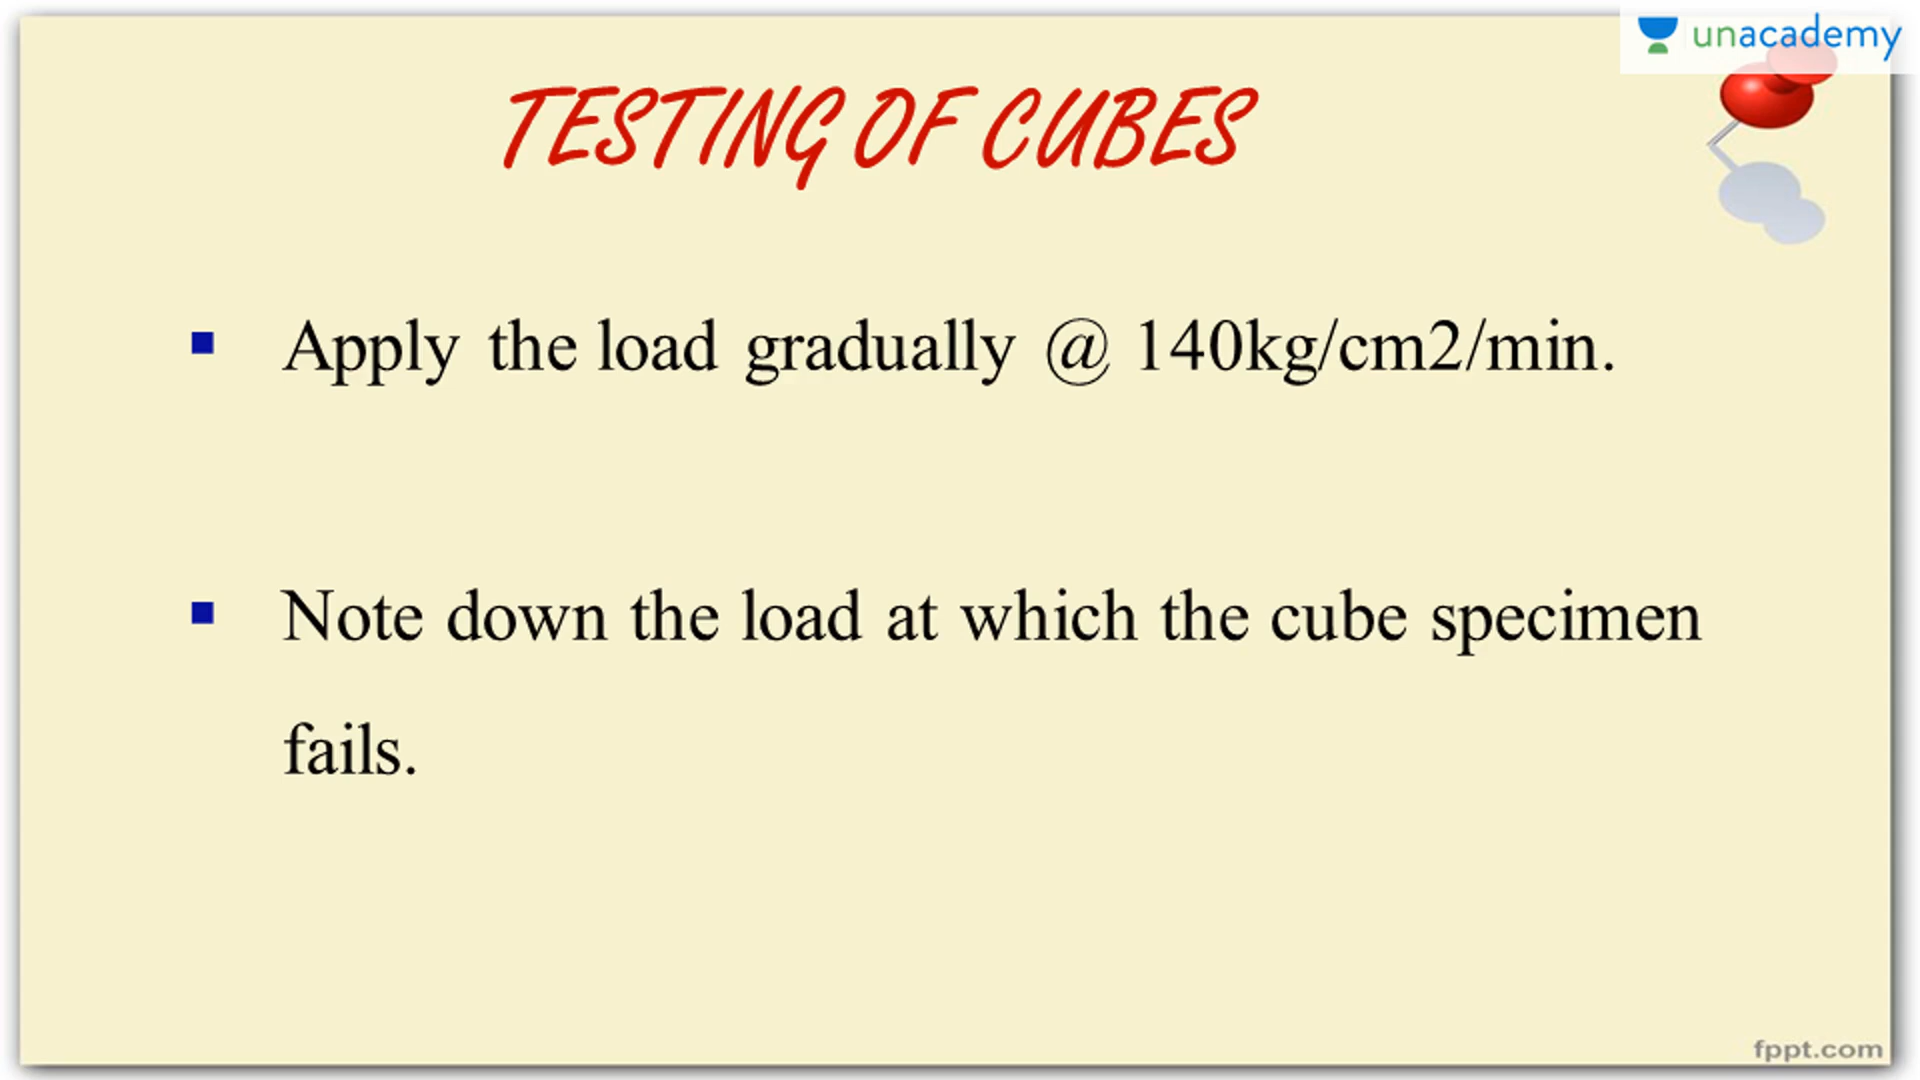 unacademy
TESTING OF CUBES
▪ Apply the load gradually @ 140kg/cm2/min.
▪ Note down the load at which the cube specimen
fails.
fppt.com